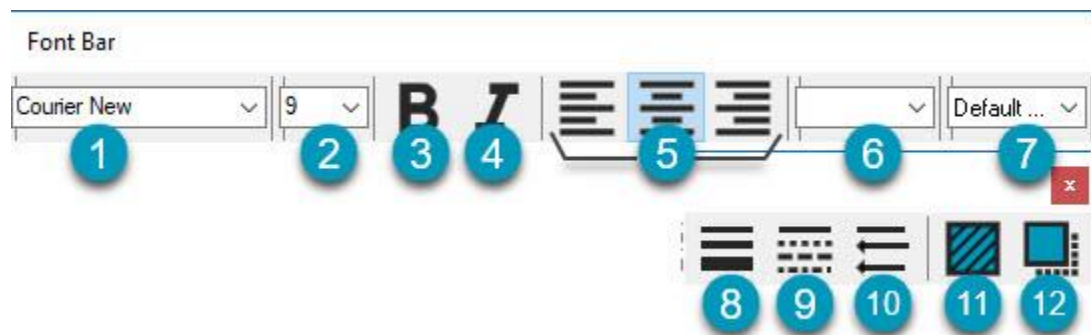 Font Bar
Courier New 9 B I Default ...
1 2 3 4 5 6 7
x
8 9 10 11 12